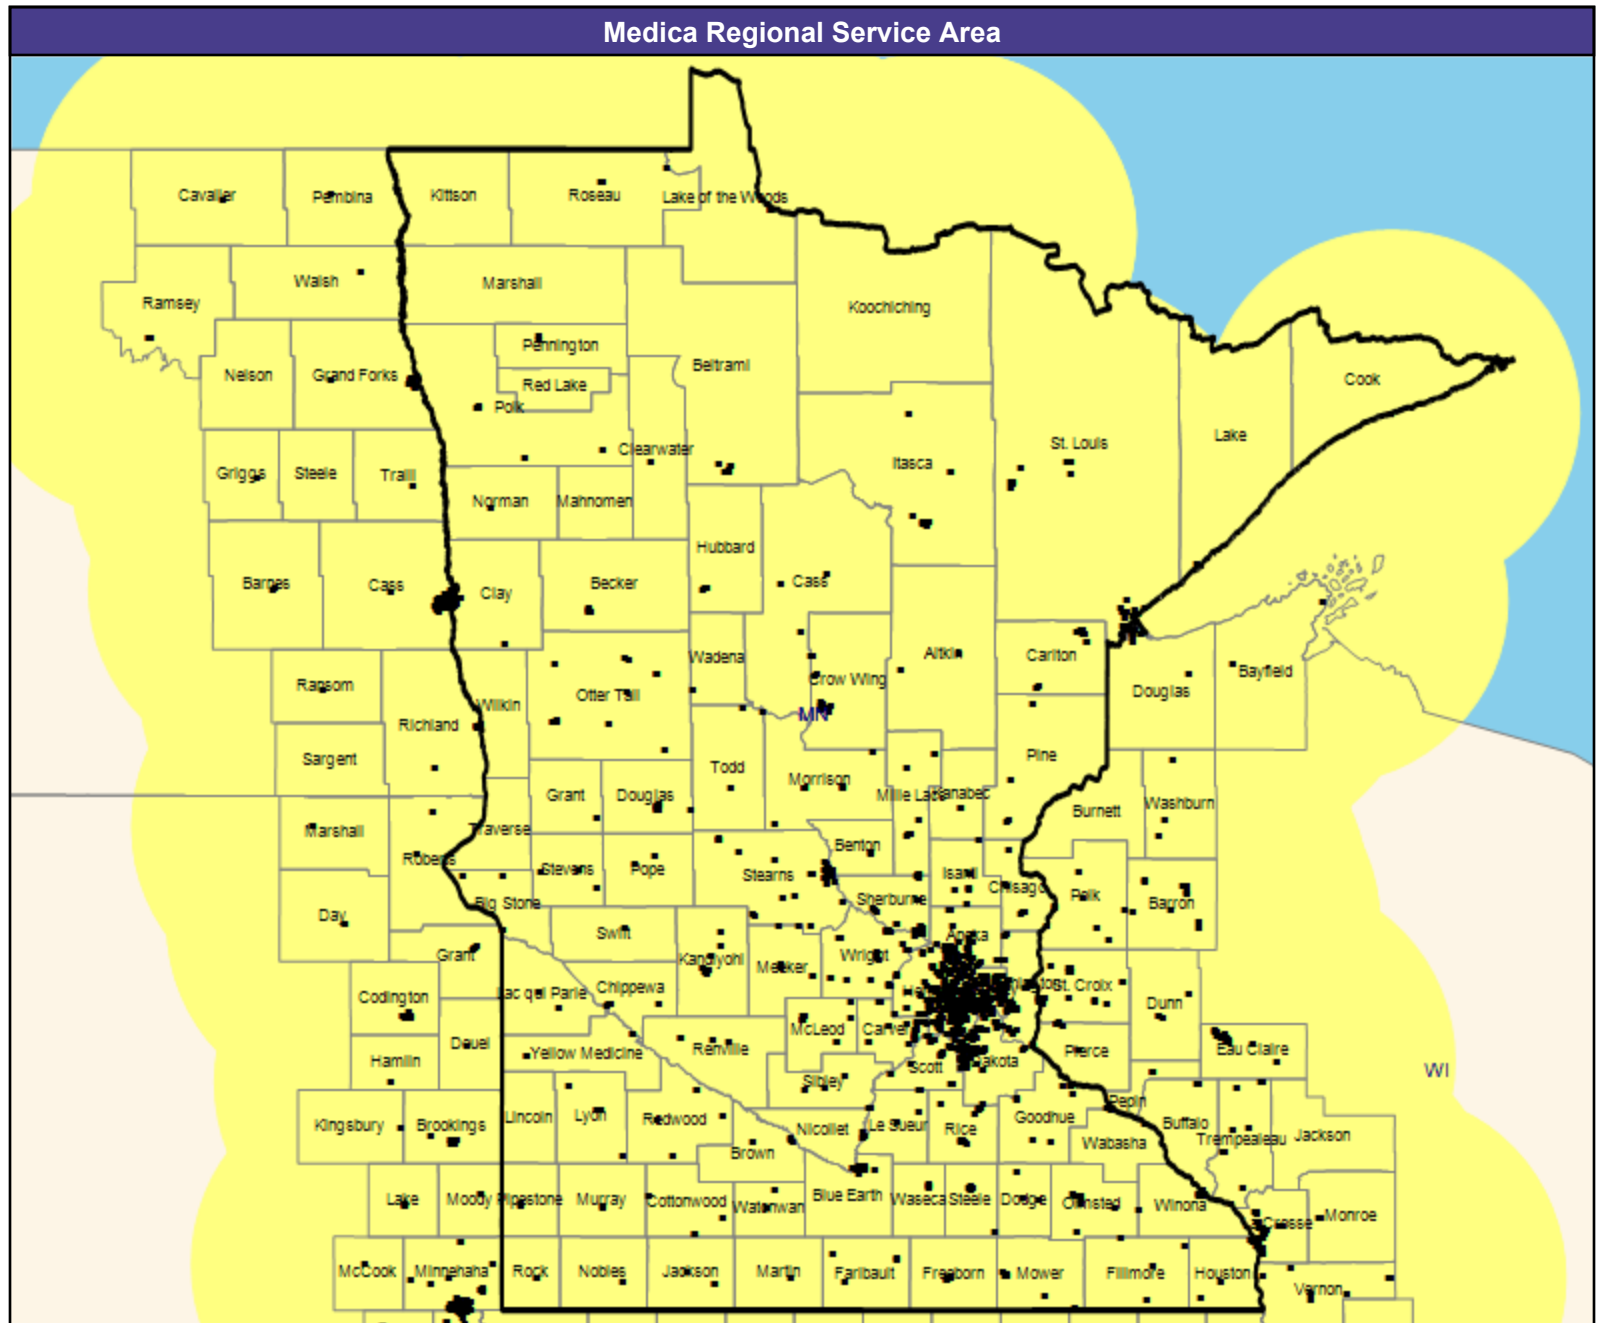 Medica Regional Service Area
Cavalier
Pembina
Kittson
Roseau
Lake of the Woods
Walsh
Marshall
Ramsey
Koochiching
Pennington
Nelson
Grand Forks
Red Lake
Beltrami
Cook
Polk
Lake
Clearwater
St. Louis
Itasca
Griggs
Steele
Traill
Norman
Mahnomen
Hubbard
Barnes
Cass
Clay
Becker
Cass
Wadena
Aitkin
Carlton
Ransom
Otter Tail
Crow Wing
Douglas
Bayfield
Wilkin
Richland
MN
Sargent
Pine
Todd
Morrison
Grant
Douglas
Mille Lacs
Kanabec
Burnett
Washburn
Marshall
Traverse
Roberts
Benton
Stevens
Pope
Stearns
Isanti
Chisago
Polk
Barron
Sherburne
Big Stone
Day
Swift
Anoka
Grant
Kandiyohi
Meeker
Wright
Codington
Lac qui Parle
Chippewa
St. Croix
Dunn
McLeod
Carver
Deuel
Hamlin
Yellow Medicine
Renville
Scott
Dakota
Pierce
Eau Claire
WI
Sibley
Kingsbury
Brookings
Lincoln
Lyon
Redwood
Nicollet
Le Sueur
Rice
Goodhue
Pepin
Buffalo
Trempealeau
Jackson
Brown
Wabasha
Lake
Moody
Pipestone
Murray
Cottonwood
Watonwan
Blue Earth
Waseca
Steele
Dodge
Olmsted
Winona
Monroe
McCook
Minnehaha
Rock
Nobles
Jackson
Martin
Faribault
Freeborn
Mower
Fillmore
Houston
Vernon